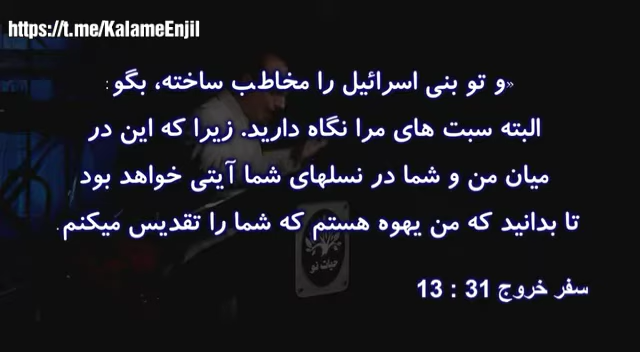 https://t.me/KalameEnjil
«و تو بنی اسرائیل را مخاطب ساخته، بگو:
البته سبت های مرا نگاه دارید. زیرا که این در
میان من و شما در نسلهای شما آیتی خواهد بود
تا بدانید که من یهوه هستم که شما را تقدیس میکنم.
حیات نو
سفر خروج 31 : 13